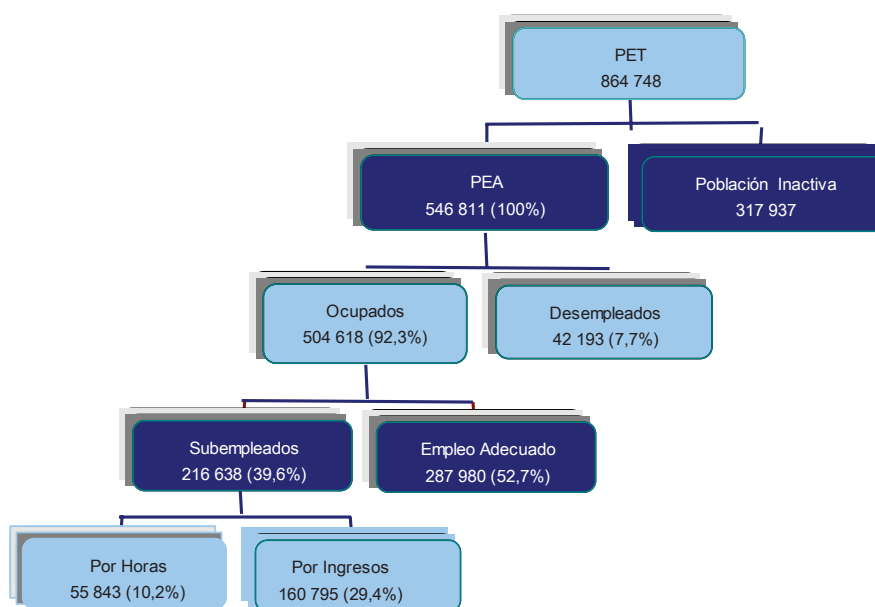 PET
864 748
PEA
546 811 (100%)
Población Inactiva
317 937
Ocupados
504 618 (92,3%)
Desempleados
42 193 (7,7%)
Subempleados
216 638 (39,6%)
Empleo Adecuado
287 980 (52,7%)
Por Horas
55 843 (10,2%)
Por Ingresos
160 795 (29,4%)